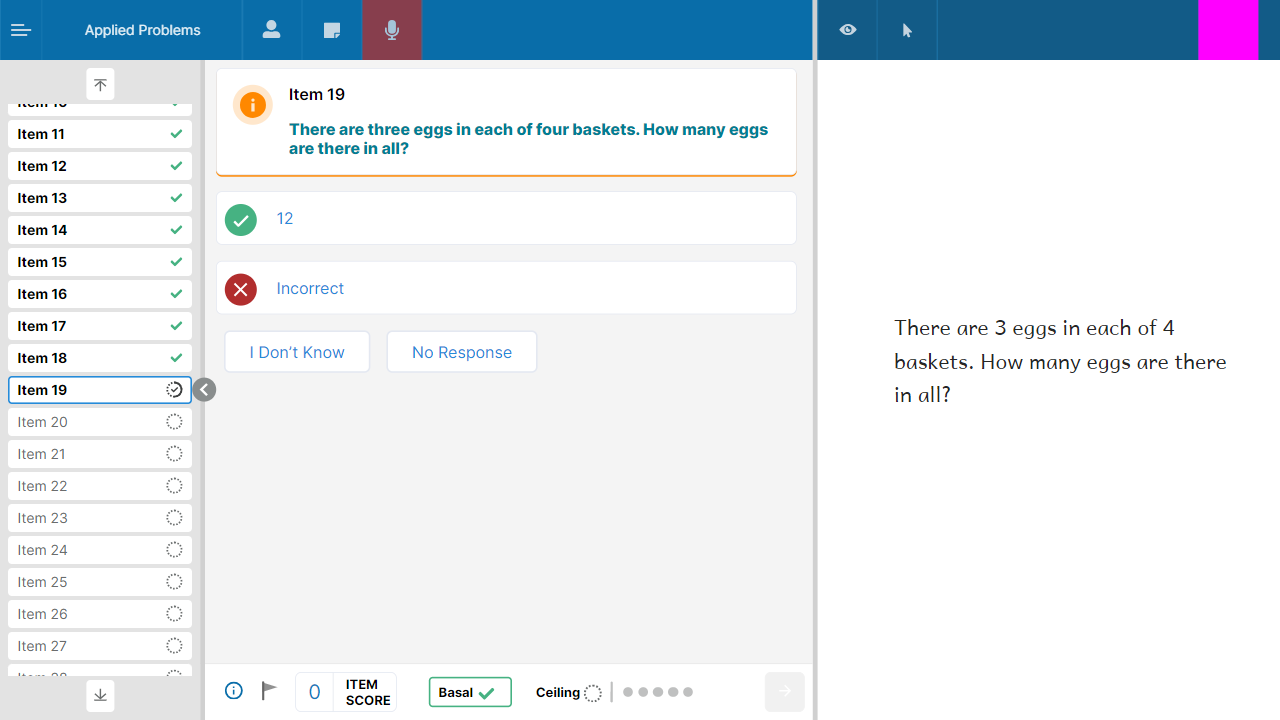 Applied Problems
Item 11
Item 12
Item 13
Item 14
Item 15
Item 16
Item 17
Item 18
Item 19
Item 20
Item 21
Item 22
Item 23
Item 24
Item 25
Item 26
Item 27
Item 19
There are three eggs in each of four baskets. How many eggs
are there in all?
12
Incorrect
I Don’t Know
No Response
0
ITEM
SCORE
Basal
Ceiling
There are 3 eggs in each of 4
baskets. How many eggs are there
in all?